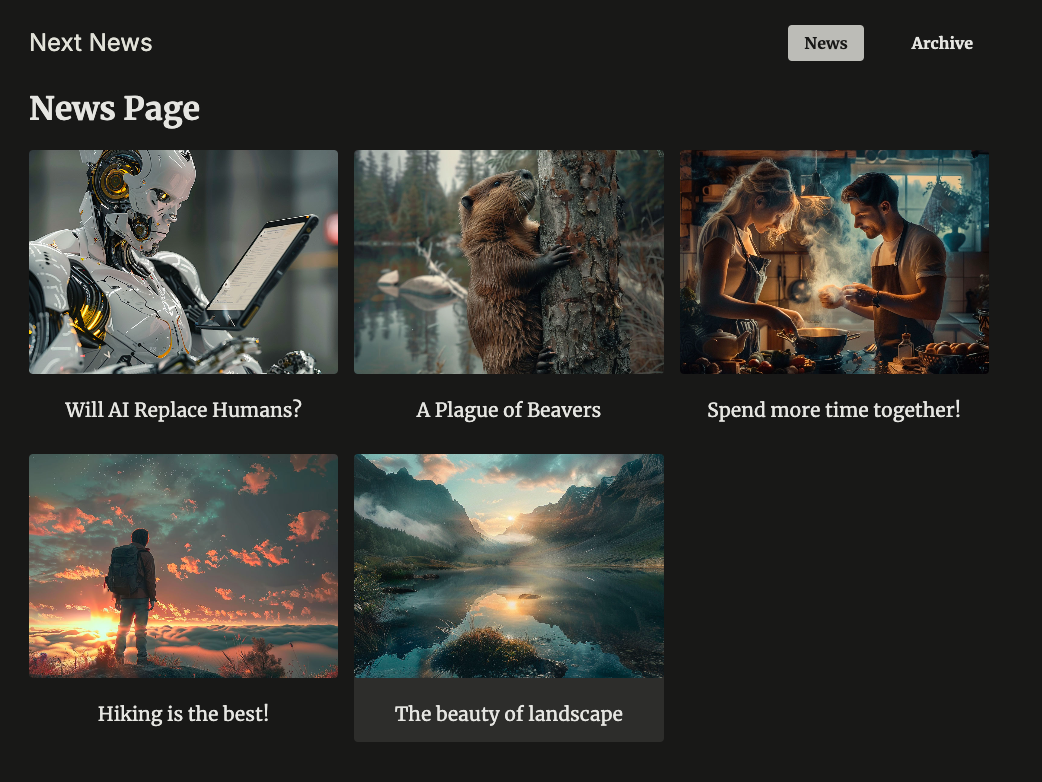 Next News
News
Archive
News Page
Will AI Replace Humans?
A Plague of Beavers
Spend more time together!
Hiking is the best!
The beauty of landscape